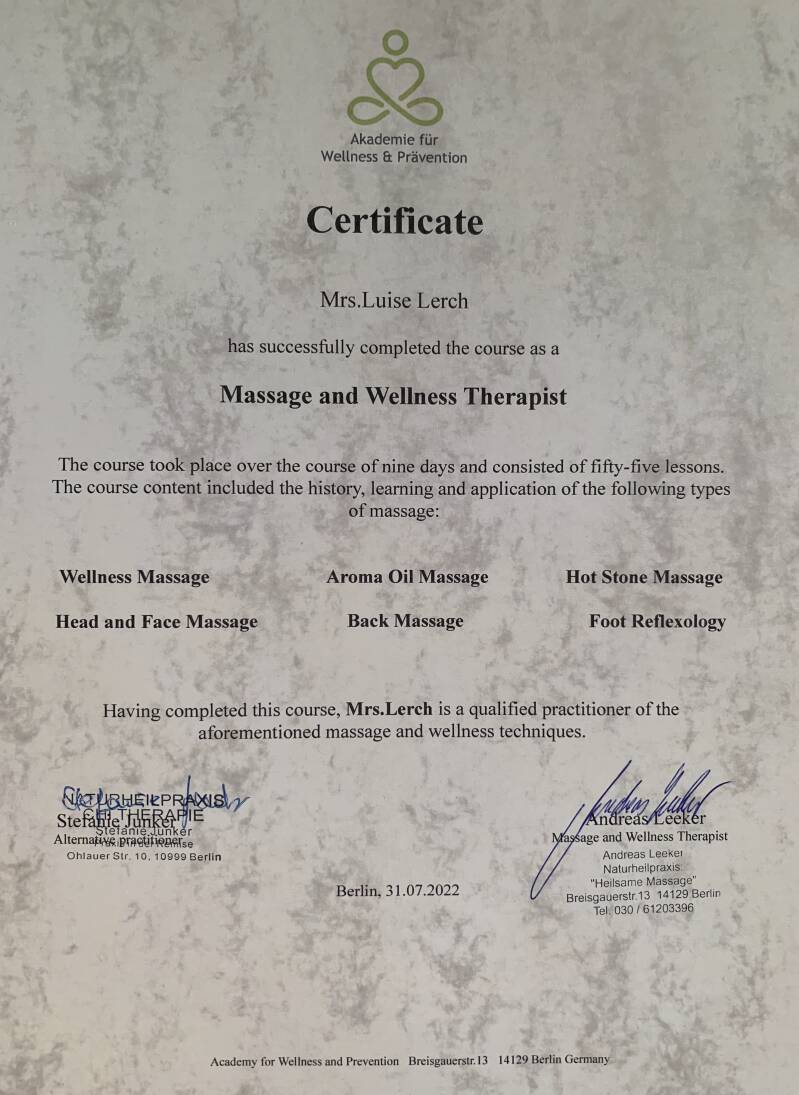 Akademie für
Wellness & Prävention
Certificate
Mrs.Luise Lerch
has successfully completed the course as a
Massage and Wellness Therapist
The course took place over the course of nine days and consisted of fifty-five lessons.
The course content included the history, learning and application of the following types
of massage:
Wellness Massage Aroma Oil Massage Hot Stone Massage
Head and Face Massage Back Massage Foot Reflexology
Having completed this course, Mrs.Lerch is a qualified practitioner of the
aforementioned massage and wellness techniques.
NATURHEILPRAXIS
THERAPIE
Stefanie Junker
Stefanie Junker
Alternative practitioner
Ohlauer Str. 10, 10999 Berlin
Andreas Leeker
Massage and Wellness Therapist
Andreas Leeker
Naturheilpraxis
"Heilsame Massage"
Breisgauerstr.13 14129 Berlin
Tel. 030 / 61203396
Berlin, 31.07.2022
Academy for Wellness and Prevention Breisgauerstr.13 14129 Berlin Germany